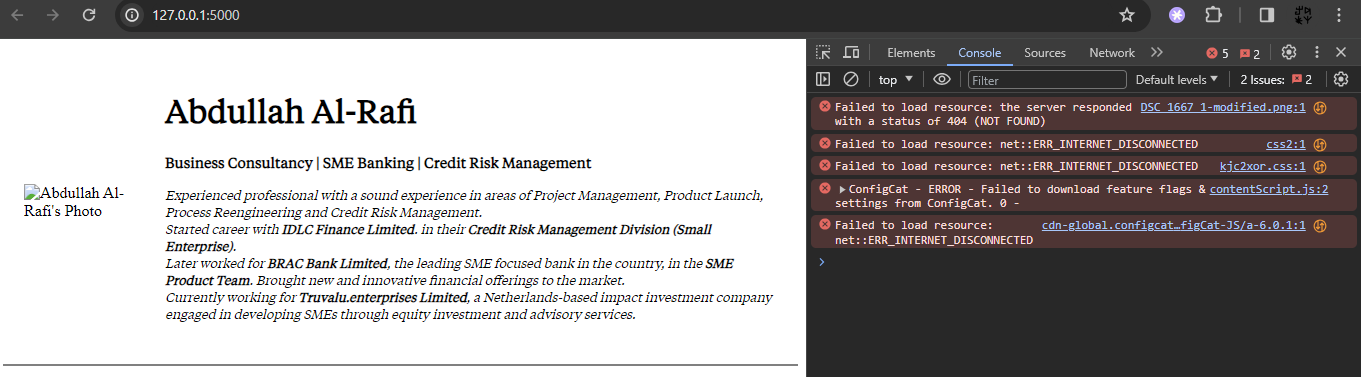 127.0.0.1:5000
Abdullah Al-Rafi
Business Consultancy | SME Banking | Credit Risk Management
Abdullah Al-
Rafi's Photo
Experienced professional with a sound experience in areas of Project Management, Product Launch,
Process Reengineering and Credit Risk Management.
Started career with IDLC Finance Limited. in their Credit Risk Management Division (Small
Enterprise).
Later worked for BRAC Bank Limited, the leading SME focused bank in the country, in the SME
Product Team. Brought new and innovative financial offerings to the market.
Currently working for Truvalu.enterprises Limited, a Netherlands-based impact investment company
engaged in developing SMEs through equity investment and advisory services.
Elements Console Sources Network 5 2
top Filter Default levels 2 Issues: 2
Failed to load resource: the server responded DSC_1667 1-modified.png:1
with a status of 404 (NOT FOUND)
Failed to load resource: net::ERR_INTERNET_DISCONNECTED css2:1
Failed to load resource: net::ERR_INTERNET_DISCONNECTED kjc2xor.css:1
ConfigCat - ERROR - Failed to download feature flags & contentScript.js:2
settings from ConfigCat. 0 -
Failed to load resource: cdn-global.configcat…figCat-JS/a-6.0.1:1
net::ERR_INTERNET_DISCONNECTED